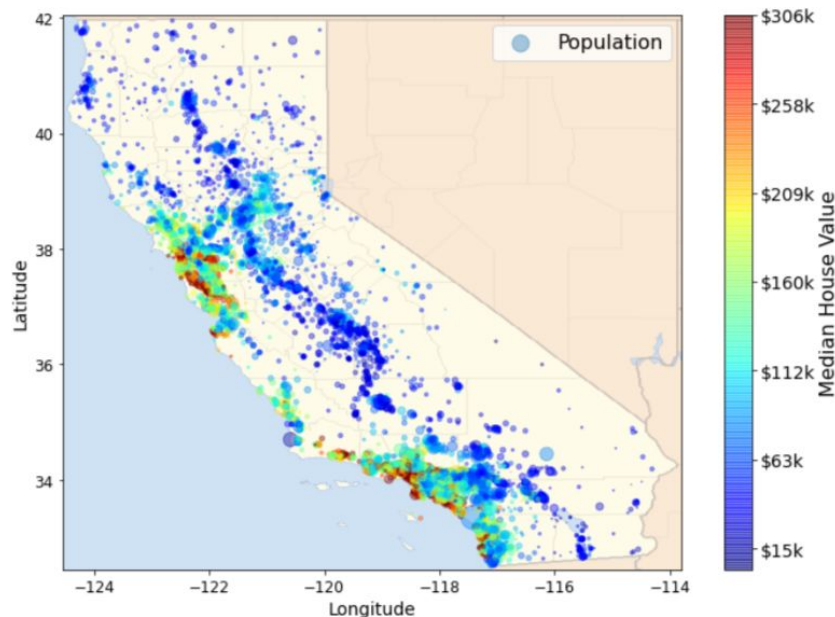 42
40
38
36
34
Latitude
−124
−122
−120
−118
−116
−114
Longitude
Population
$306k
$258k
$209k
$160k
$112k
$63k
$15k
Median House Value